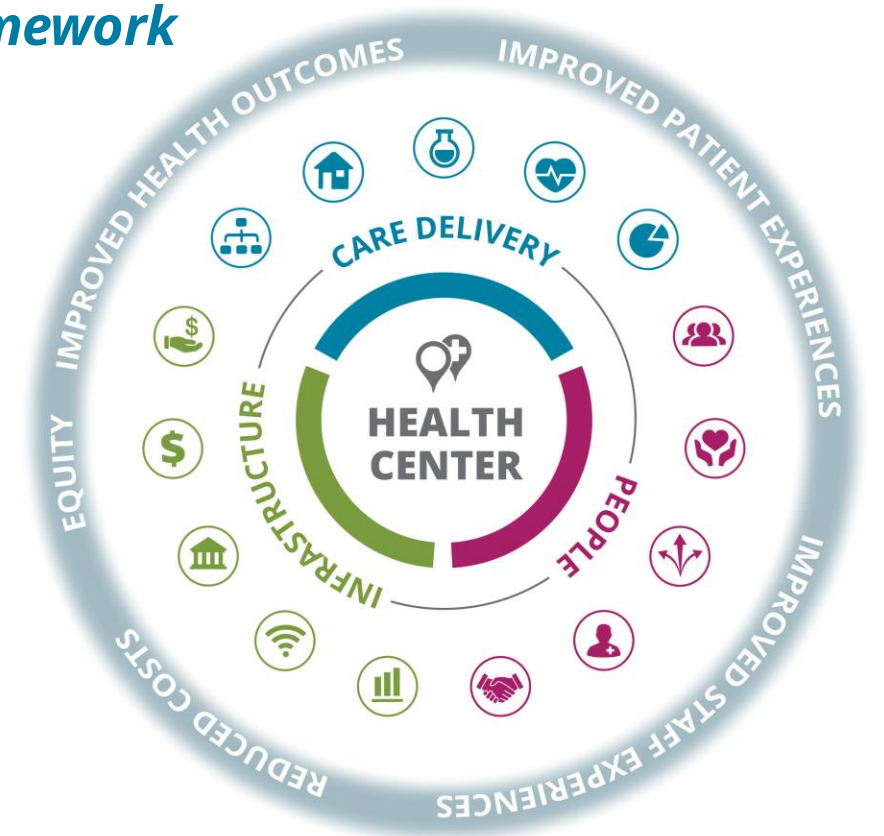 mework
IMPROVED HEALTH OUTCOMES
IMPROVED PATIENT EXPERIENCES
IMPROVED STAFF EXPERIENCES
REDUCED COSTS
EQUITY
CARE DELIVERY
PEOPLE
INFRASTRUCTURE
HEALTH
CENTER
$
$